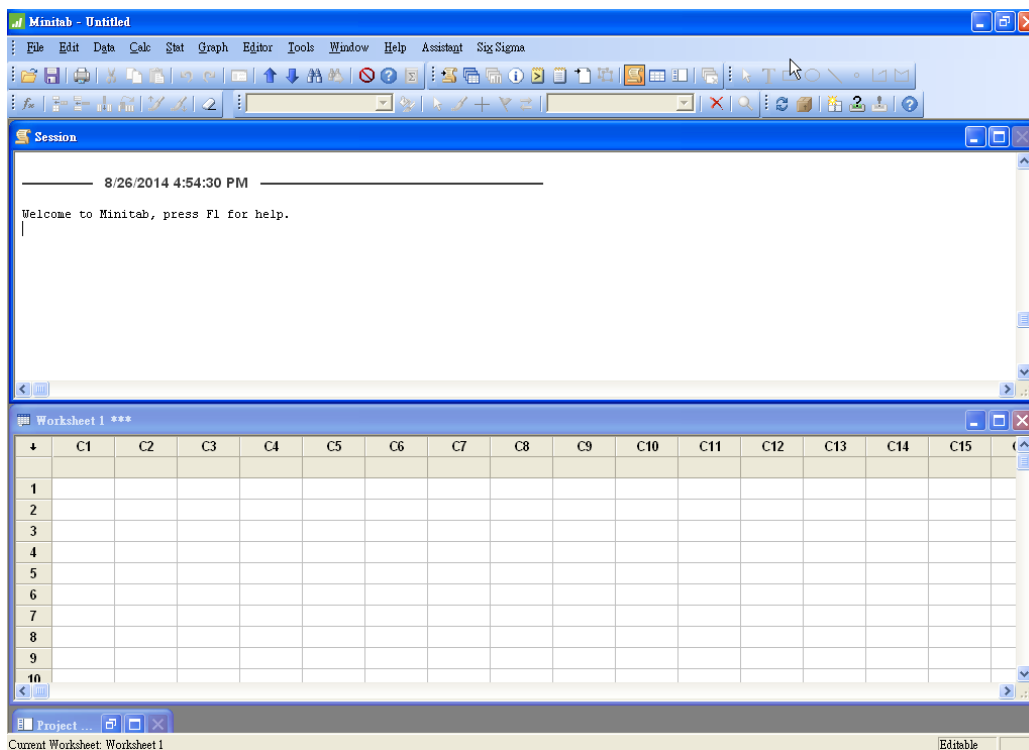 Minitab - Untitled
File Edit Data Calc Stat Graph Editor Tools Window Help Assistant Six Sigma
Session
8/26/2014 4:54:30 PM
Welcome to Minitab, press F1 for help.
Worksheet 1 ***
C1 C2 C3 C4 C5 C6 C7 C8 C9 C10 C11 C12 C13 C14 C15
1
2
3
4
5
6
7
8
9
10
Project ...
Current Worksheet: Worksheet 1 Editable